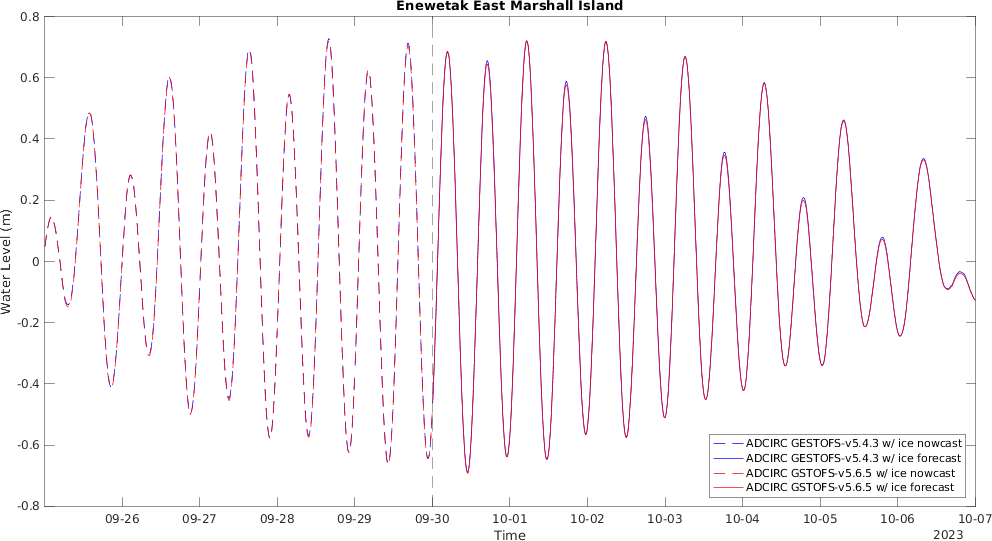 Enewetak East Marshall Island
0.8
0.6
0.4
0.2
0
-0.2
-0.4
-0.6
-0.8
Water Level (m)
ADCIRC GESTOFS-v5.4.3 w/ ice nowcast
ADCIRC GESTOFS-v5.4.3 w/ ice forecast
ADCIRC GSTOFS-v5.6.5 w/ ice nowcast
ADCIRC GSTOFS-v5.6.5 w/ ice forecast
09-26 09-27 09-28 09-29 09-30 10-01 10-02 10-03 10-04 10-05 10-06 10-07
Time
2023